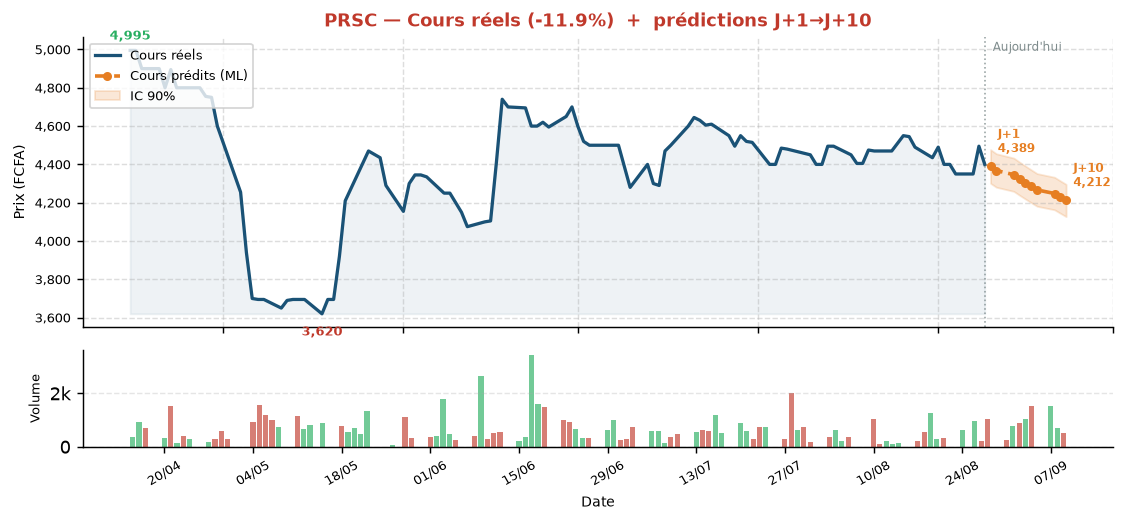 PRSC — Cours réels (-11.9%)  +  prédictions J+1→J+10
4,995
Cours réels
Cours prédits (ML)
IC 90%
Aujourd'hui
J+1
4,389
J+10
4,212
3,620
Prix (FCFA)
5,000
4,800
4,600
4,400
4,200
4,000
3,800
3,600
Volume
2k
0
20/04
04/05
18/05
01/06
15/06
29/06
13/07
27/07
10/08
24/08
07/09
Date